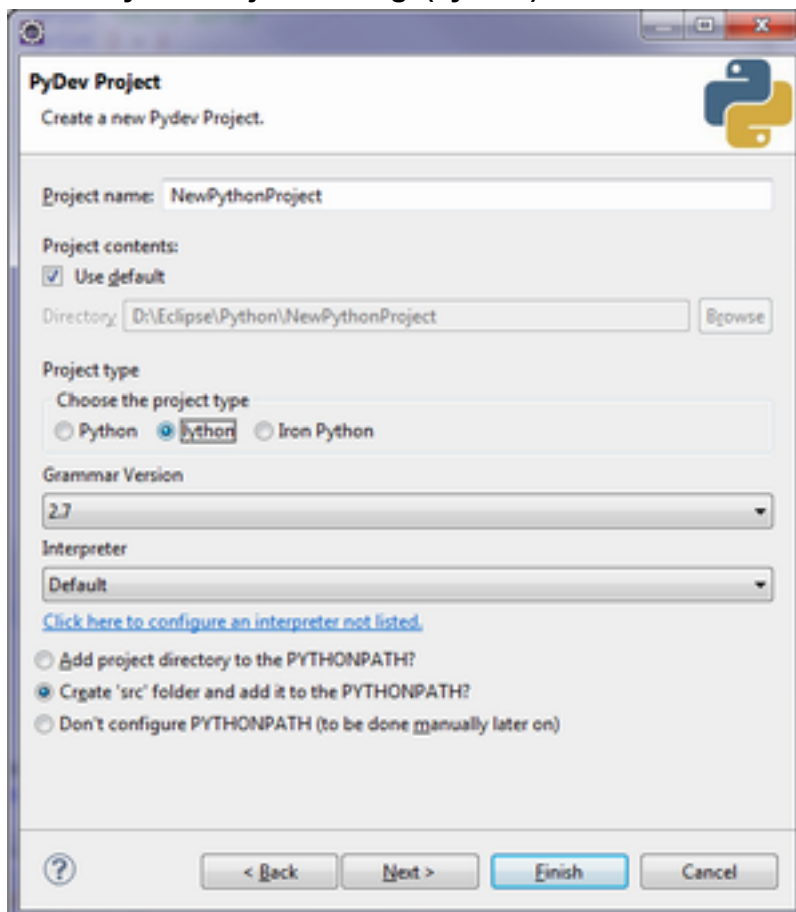 PyDev Project
Create a new Pydev Project.
Project name: NewPythonProject
Project contents:
Use default
Directory D:\Eclipse\Python\NewPythonProject Browse
Project type
Choose the project type
Python Jython Iron Python
Grammar Version
2.7
Interpreter
Default
Click here to configure an interpreter not listed.
Add project directory to the PYTHONPATH?
Create 'src' folder and add it to the PYTHONPATH?
Don't configure PYTHONPATH (to be done manually later on)
? < Back Next > Finish Cancel